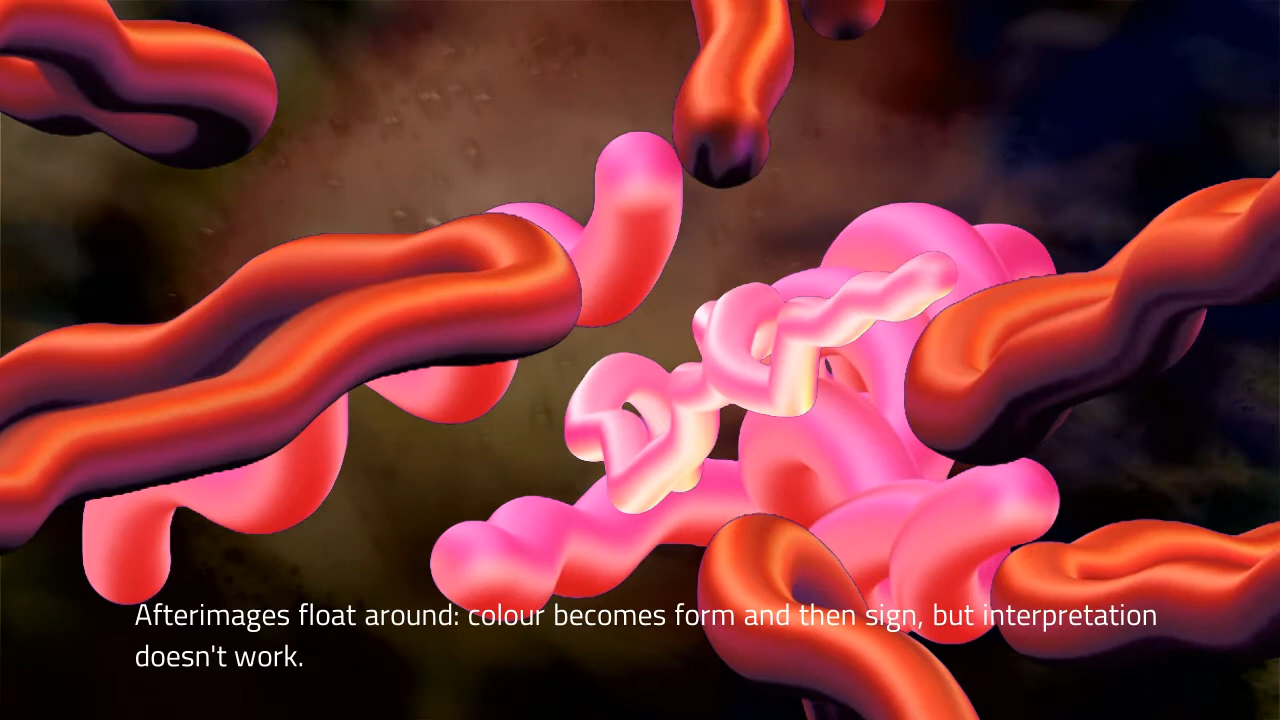 Afterimages float around: colour becomes form and then sign, but interpretation
doesn't work.